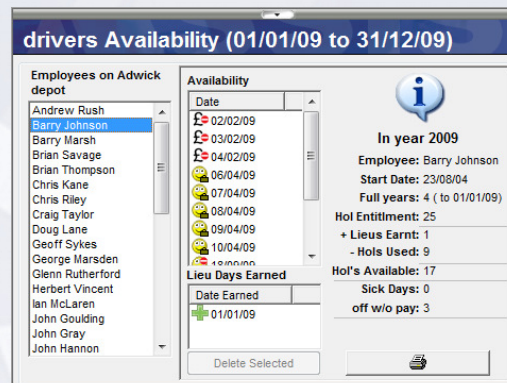 drivers Availability (01/01/09 to 31/12/09)
Employees on Adwick
depot
Andrew Rush
Barry Johnson
Barry Marsh
Brian Savage
Brian Thompson
Chris Kane
Chris Riley
Craig Taylor
Doug Lane
Geoff Sykes
George Marsden
Glenn Rutherford
Herbert Vincent
Ian McLaren
John Goulding
John Gray
John Hannon
Availability
Date
£ 02/02/09
£ 03/02/09
£ 04/02/09
06/04/09
07/04/09
08/04/09
09/04/09
10/04/09
Lieu Days Earned
Date Earned
01/01/09
Delete Selected
In year 2009
Employee: Barry Johnson
Start Date: 23/08/04
Full years: 4 ( to 01/01/09)
Hol Entitlment: 25
+ Lieus Earnt: 1
- Hols Used: 9
Hol's Available: 17
Sick Days: 0
off w/o pay: 3